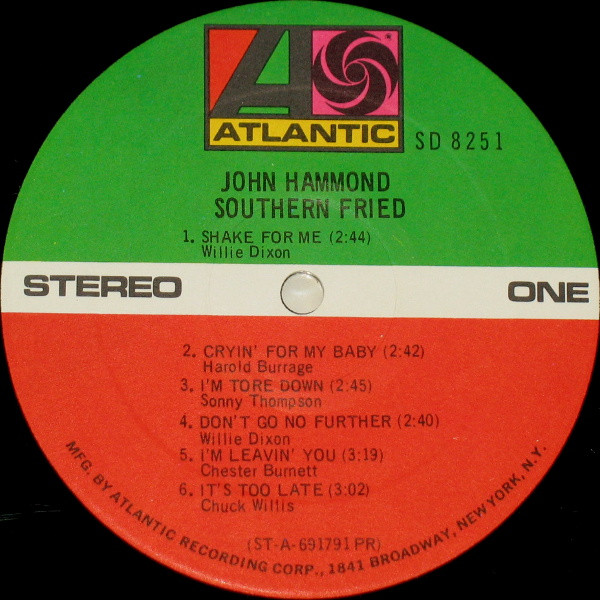 ATLANTIC
SD 8251
JOHN HAMMOND
SOUTHERN FRIED
1. SHAKE FOR ME (2:44)
Willie Dixon
STEREO
ONE
2. CRYIN' FOR MY BABY (2:42)
Harold Burrage
3. I'M TORE DOWN (2:45)
Sonny Thompson
4. DON'T GO NO FURTHER (2:40)
Willie Dixon
5. I'M LEAVIN' YOU (3:19)
Chester Burnett
6. IT'S TOO LATE (3:02)
Chuck Willis
(ST-A-691791 PR)
MFG. BY ATLANTIC RECORDING CORP., 1841 BROADWAY, NEW YORK, N.Y.